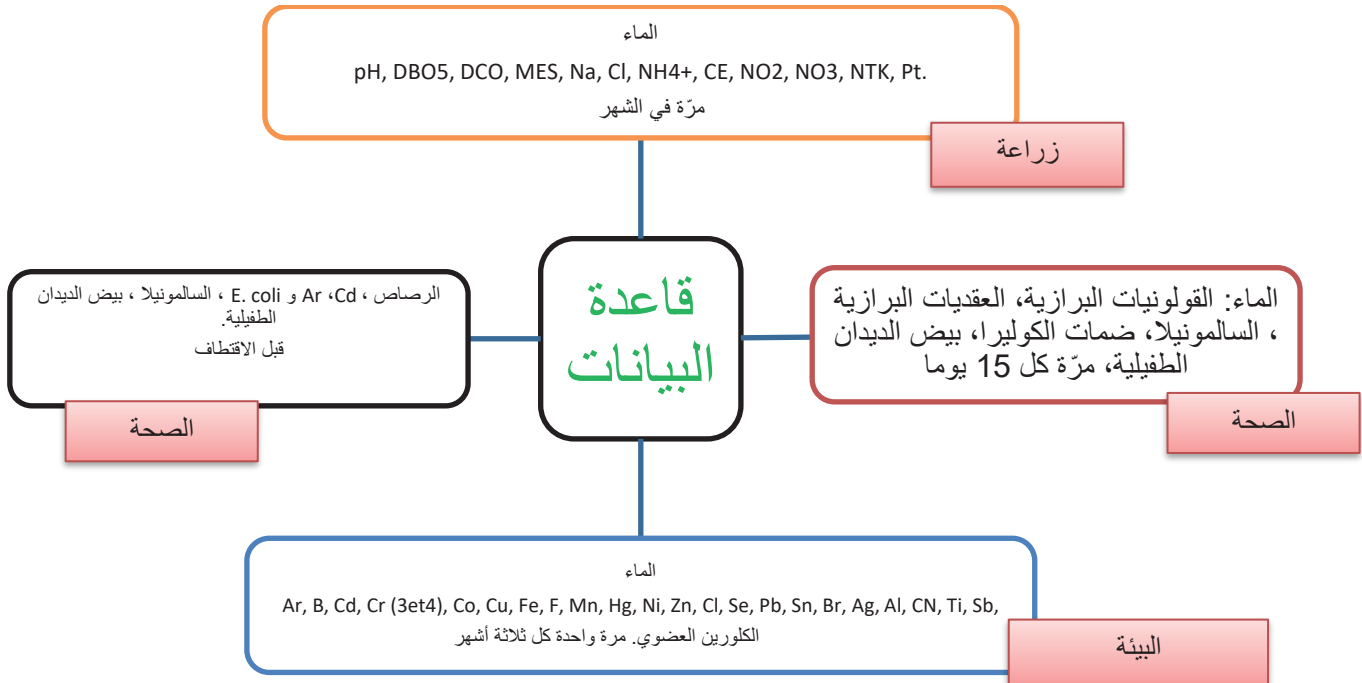 الماء
pH, DBO5, DCO, MES, Na, Cl, NH4+, CE, NO2, NO3, NTK, Pt.
مرّة في الشهر
زراعة
الماء: القولونيات البرازية، العقديات البرازية
، السالمونيلا، ضمات الكوليرا، بيض الديدان
الطفيلية، مرّة كل 15 يوما
الصحة
قاعدة
البيانات
الرصاص ، Ar ،Cd و E. coli ، السالمونيلا ، بيض الديدان
الطفيلية.
قبل الاقتطاف
الصحة
الماء
Ar, B, Cd, Cr (3et4), Co, Cu, Fe, F, Mn, Hg, Ni, Zn, Cl, Se, Pb, Sn, Br, Ag, Al, CN, Ti, Sb,
الكلورين العضوي. مرة واحدة كل ثلاثة أشهر
البيئة